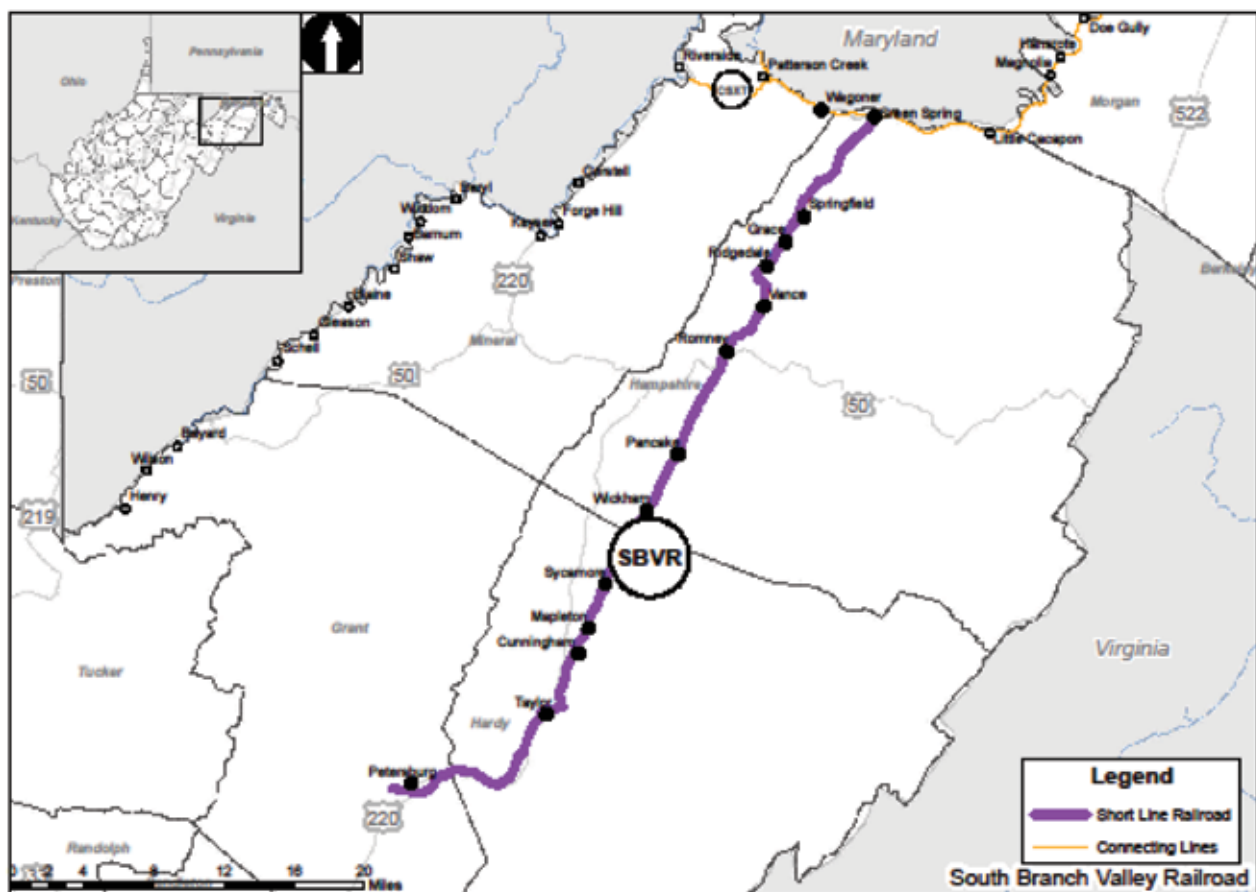 Pennsylvania
Ohio
Kentucky
Virginia
Maryland
Doe Gully
Magnolia
Morgan
522
Riverside
CSXT
Patterson Creek
Wagoner
Green Spring
Little Cacapon
Beryl
Barnum
Shaw
Blaine
Gleason
Schell
Keyser
Forge Hill
220
Springfield
Grace
Ridgedale
Vance
Romney
Mineral
Hampshire
50
50
50
Preston
Bayard
Wilson
Henry
219
Pancake
Wickham
SBVR
Sycamore
Mapleton
Cunningham
Taylor
Hardy
Grant
Tucker
Virginia
Petersburg
220
Randolph
0
4
8
12
16
20
Miles
Legend
Short Line Railroad
Connecting Lines
South Branch Valley Railroad